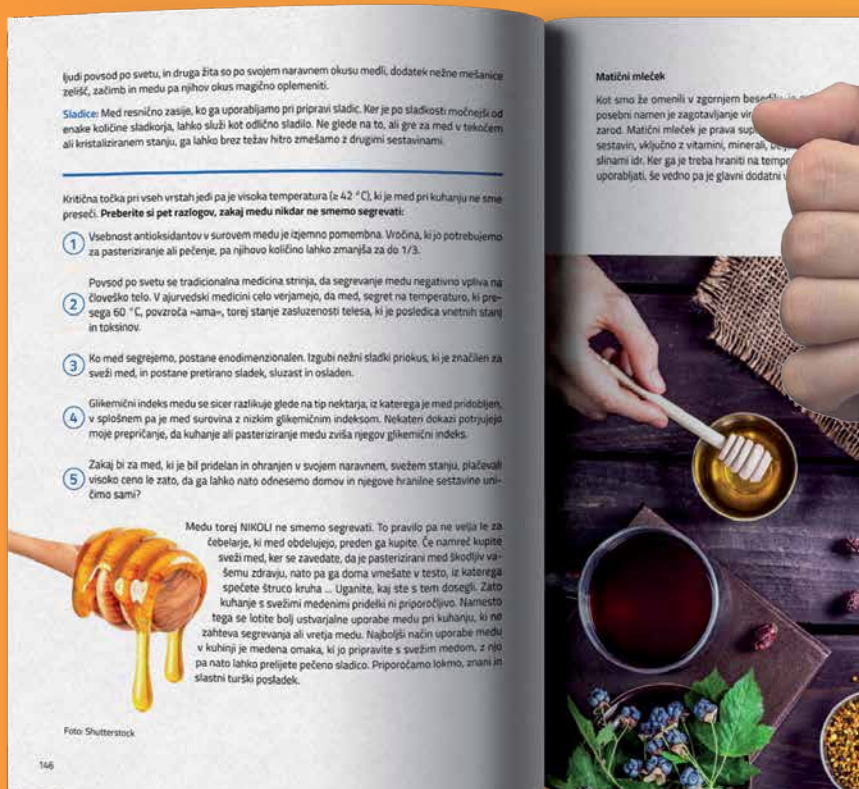 ljudi povsod po svetu, in druga žita so po svojem naravnem okusu medli, dodatek nežne mešanice
zelišč, začimb in medu pa njihov okus magično oplemeniti.
Sladice: Med resnično zasije, ko ga uporabljamo pri pripravi sladic. Ker je po sladkosti močnejši od
enake količine sladkorja, lahko služi kot odlično sladilo. Ne glede na to, ali gre za med v tekočem
ali kristaliziranem stanju, ga lahko brez težav hitro zmešamo z drugimi sestavinami.
Kritična točka pri vseh vrstah jedi pa je visoka temperatura (≥ 42 °C), ki je med pri kuhanju ne sme
preseči. Preberite si pet razlogov, zakaj medu nikdar ne smemo segrevati:
1 Vsebnost antioksidantov v surovem medu je izjemno pomembna. Vročina, ki jo potrebujemo
za pasteriziranje ali pečenje, pa njihovo količino lahko zmanjša za do 1/3.
Povsod po svetu se tradicionalna medicina strinja, da segrevanje medu negativno vpliva na
2 človeško telo. V ajurvedski medicini celo verjamejo, da med, segret na temperaturo, ki pre-
sega 60 °C, povzroča »ama«, torej stanje zasluzenosti telesa, ki je posledica vnetnih stanj
in toksinov.
3 Ko med segrejemo, postane enodimenzionalen. Izgubi nežni sladki priokus, ki je značilen za
sveži med, in postane pretirano sladek, sluzast in osladen.
Glikemični indeks medu se sicer razlikuje glede na tip nektarja, iz katerega je med pridobljen,
4 v splošnem pa je med surovina z nizkim glikemičnim indeksom. Nekateri dokazi potrjujejo
moje prepričanje, da kuhanje ali pasteriziranje medu zviša njegov glikemični indeks.
Zakaj bi za med, ki je bil pridelan in ohranjen v svojem naravnem, svežem stanju, plačevali
5 visoko ceno le zato, da ga lahko nato odnesemo domov in njegove hranilne sestavine uni-
čimo sami?
Medu torej NIKOLI ne smemo segrevati. To pravilo pa ne velja le za
čebelarje, ki med obdelujejo, preden ga kupite. Če namreč kupite
sveži med, ker se zavedate, da je pasterizirani med škodljiv va-
šemu zdravju, nato pa ga doma vmešate v testo, iz katerega
spečete štruco kruha ... Uganite, kaj ste s tem dosegli. Zato
kuhanje s svežimi medenimi pridelki ni priporočljivo. Namesto
tega se lotite bolj ustvarjalne uporabe medu pri kuhanju, ki ne
zahteva segrevanja ali vretja medu. Najboljši način uporabe medu
v kuhinji je medena omaka, ki jo pripravite s svežim medom, z njo
pa nato lahko prelijete pečeno sladico. Priporočamo lokmo, znani in
slastni turški posladek.
Foto: Shutterstock
146
Matični mleček
Kot smo že omenili v zgornjem
posebni namen je zagotavljanje
zarod. Matični mleček je prava
sestavin, vključno z vitamini, minerali,
slinami idr. Ker ga je treba hraniti na
uporabljati, še vedno pa je glavni dodatni